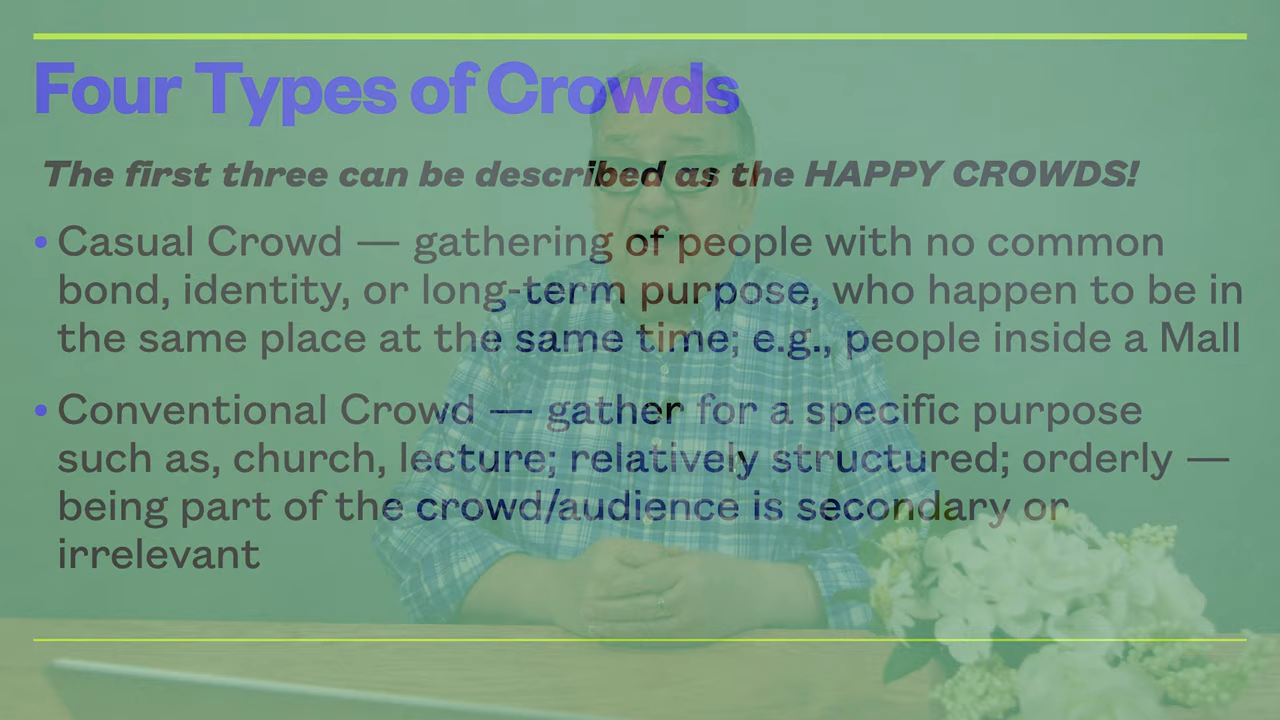 Four Types of Crowds
The first three can be described as the HAPPY CROWDS!
• Casual Crowd — gathering of people with no common
bond, identity, or long-term purpose, who happen to be in
the same place at the same time; e.g., people inside a Mall
• Conventional Crowd — gather for a specific purpose
such as, church, lecture; relatively structured; orderly —
being part of the crowd/audience is secondary or
irrelevant